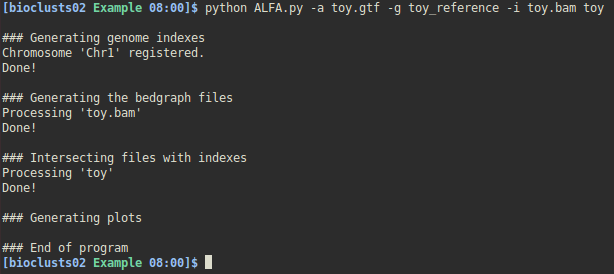 [bioclusts02 Example 08:00]$ python ALFA.py -a toy.gtf -g toy_reference -i toy.bam toy
### Generating genome indexes
Chromosome 'Chr1' registered.
Done!
### Generating the bedgraph files
Processing 'toy.bam'
Done!
### Intersecting files with indexes
Processing 'toy'
Done!
### Generating plots
### End of program
[bioclusts02 Example 08:00]$